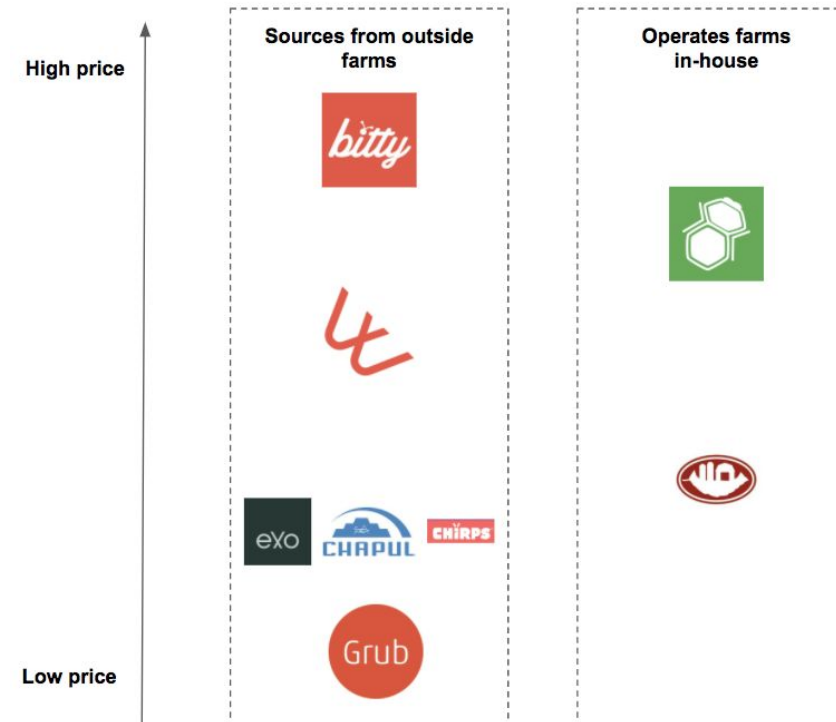 Sources from outside
farms
Operates farms
in-house
High price
bitty
exo
CHAPUL
CHIRPS
Grub
Low price